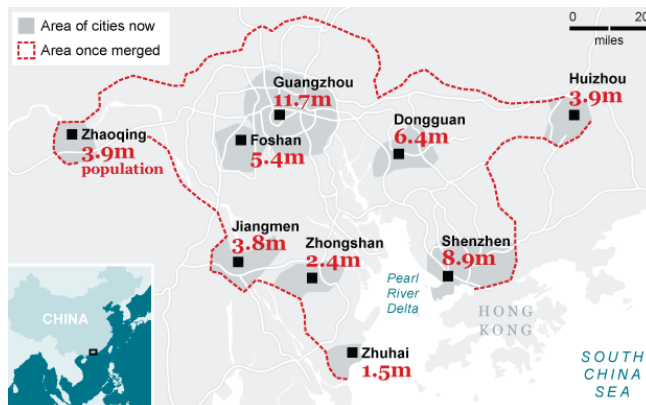 Area of cities now
Area once merged
0 20
miles
Guangzhou
11.7m
Huizhou
3.9m
Zhaoqing
3.9m
population
Foshan
5.4m
Dongguan
6.4m
Jiangmen
3.8m
Zhongshan
2.4m
Shenzhen
8.9m
Pearl
River
Delta
HONG
KONG
CHINA
Zhuhai
1.5m
SOUTH
CHINA
SEA